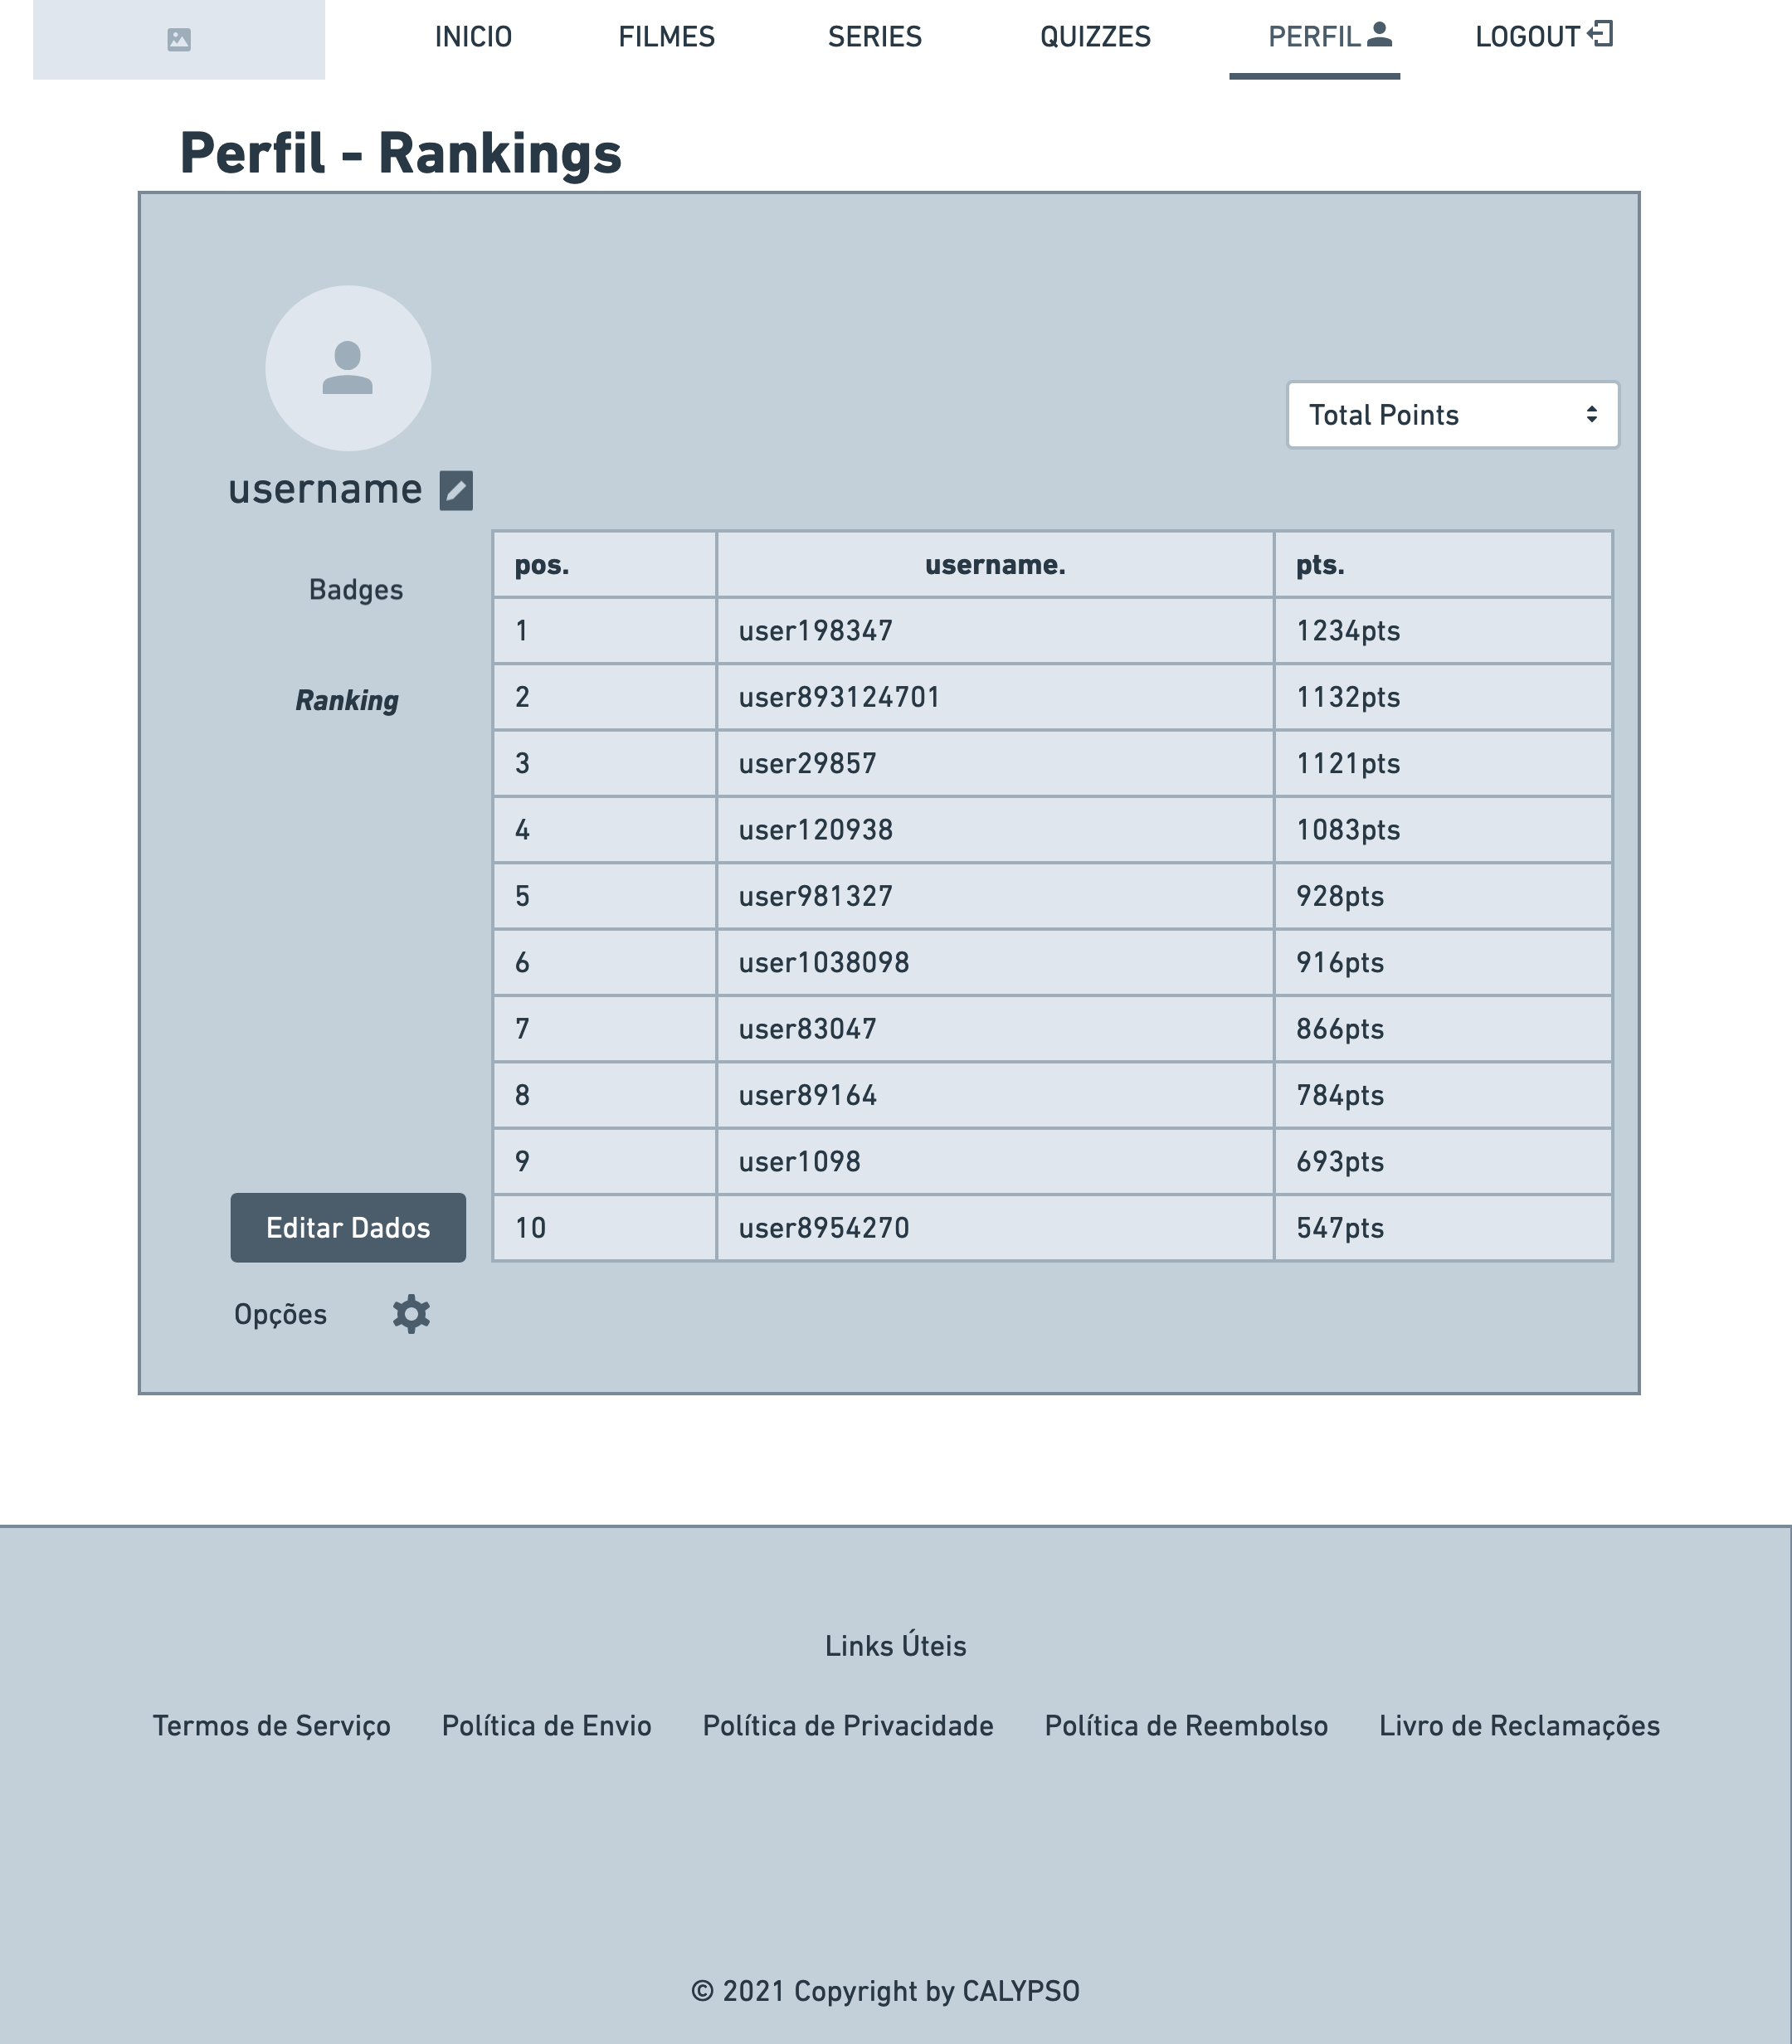 INICIO FILMES SERIES QUIZZES PERFIL LOGOUT
Perfil - Rankings
Total Points
username
Badges
Ranking
pos. username. pts.
1 user198347 1234pts
2 user893124701 1132pts
3 user29857 1121pts
4 user120938 1083pts
5 user981327 928pts
6 user1038098 916pts
7 user83047 866pts
8 user89164 784pts
9 user1098 693pts
10 user8954270 547pts
Editar Dados
Opções
Links Úteis
Termos de Serviço Política de Envio Política de Privacidade Política de Reembolso Livro de Reclamações
© 2021 Copyright by CALYPSO